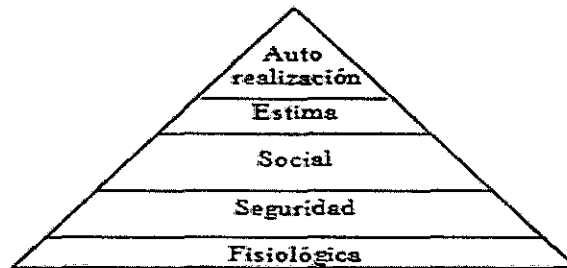 Auto
realización
Estima
Social
Seguridad
Fisiológica